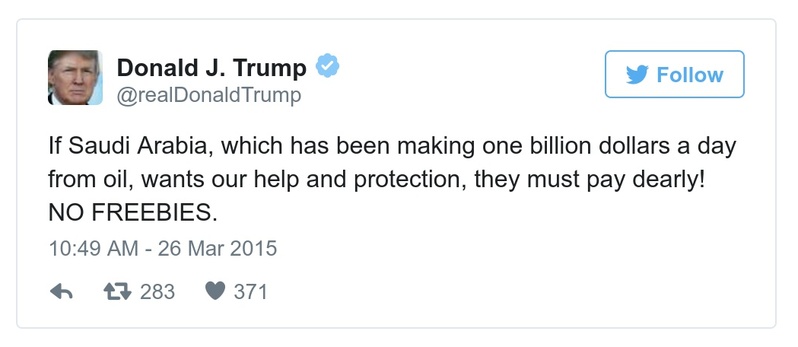 Donald J. Trump
@realDonaldTrump
Follow
If Saudi Arabia, which has been making one billion dollars a day
from oil, wants our help and protection, they must pay dearly!
NO FREEBIES.
10:49 AM - 26 Mar 2015
283 371